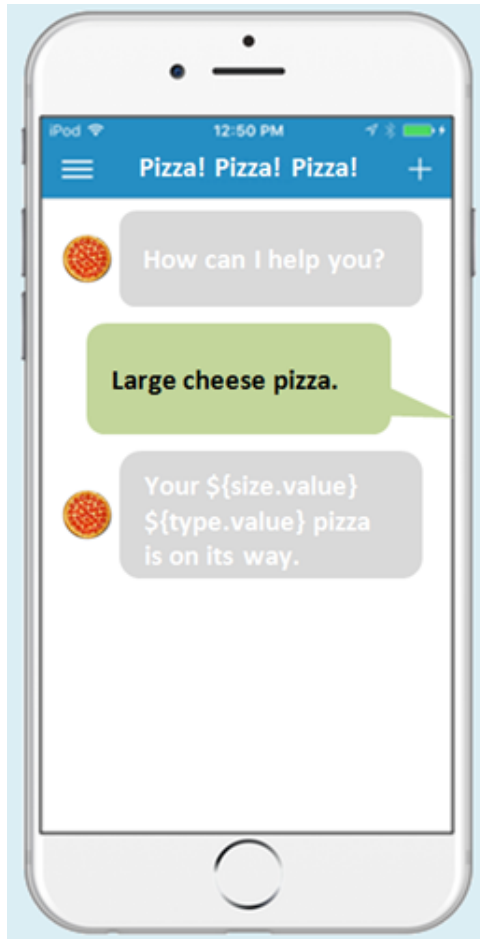 iPod 12:50 PM
Pizza! Pizza! Pizza!
How can I help you?
Large cheese pizza.
Your ${size.value}
${type.value} pizza
is on its way.